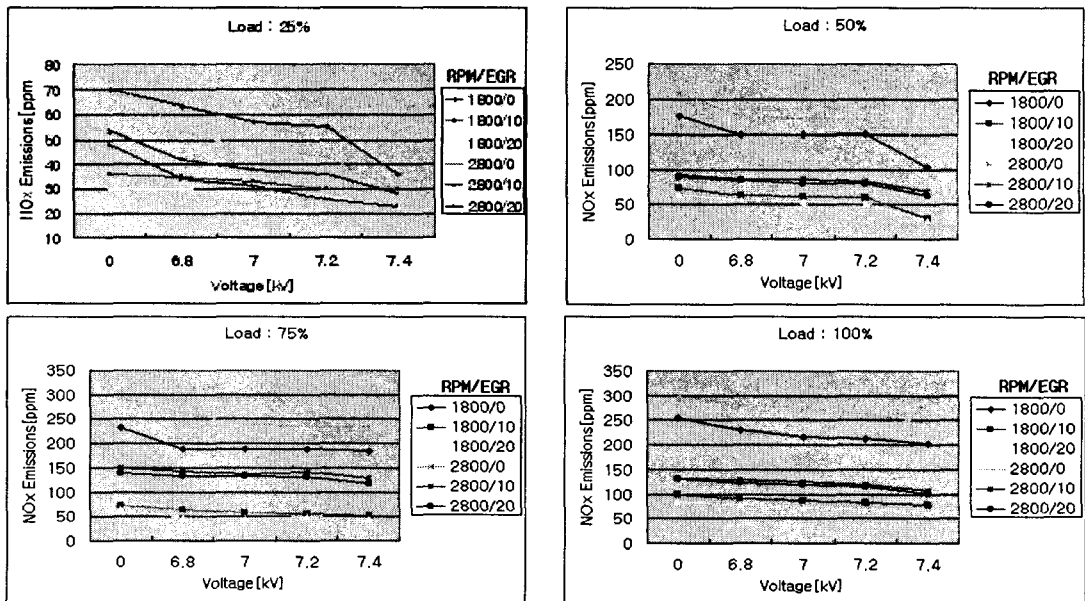 Load : 25%
IIOx Emissions[ppm
80
70
60
50
40
30
20
10
0 6.8 7 7.2 7.4
Voltage[kV]
RPM/EGR
1800/0
1800/10
1800/20
2800/0
2800/10
2800/20
Load : 50%
NOx Emissions[ppm]
250
200
150
100
50
0
0 6.8 7 7.2 7.4
Voltage[kV]
RPM/EGR
1800/0
1800/10
1800/20
2800/0
2800/10
2800/20
Load : 75%
NOx Emissions[ppm]
350
300
250
200
150
100
50
0
0 6.8 7 7.2 7.4
Voltage[kV]
RPM/EGR
1800/0
1800/10
1800/20
2800/0
2800/10
2800/20
Load : 100%
NOx Emissions[ppm]
350
300
250
200
150
100
50
0
0 6.8 7 7.2 7.4
Voltage[kV]
RPM/EGR
1800/0
1800/10
1800/20
2800/0
2800/10
2800/20